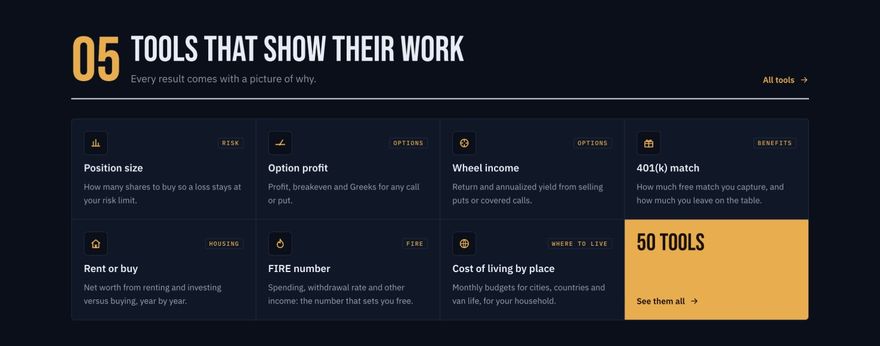 05
TOOLS THAT SHOW THEIR WORK
Every result comes with a picture of why.
All tools →
RISK
Position size
How many shares to buy so a loss stays at
your risk limit.
OPTIONS
Option profit
Profit, breakeven and Greeks for any call
or put.
OPTIONS
Wheel income
Return and annualized yield from selling
puts or covered calls.
BENEFITS
401(k) match
How much free match you capture, and
how much you leave on the table.
HOUSING
Rent or buy
Net worth from renting and investing
versus buying, year by year.
FIRE
FIRE number
Spending, withdrawal rate and other
income: the number that sets you free.
WHERE TO LIVE
Cost of living by place
Monthly budgets for cities, countries and
van life, for your household.
50 TOOLS
See them all →